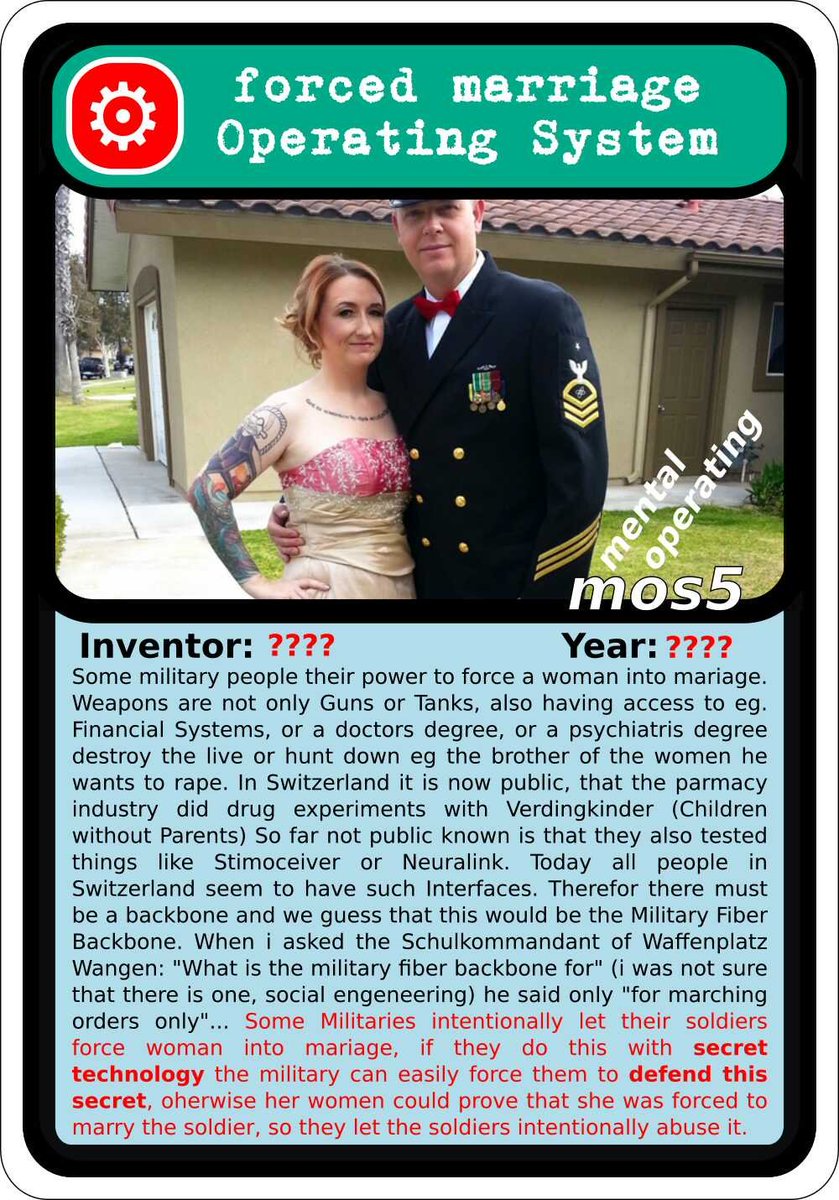 forced marriage
Operating System
mental
operating
mos5
Inventor: ???? Year: ????
Some military people their power to force a woman into mariage.
Weapons are not only Guns or Tanks, also having access to eg.
Financial Systems, or a doctors degree, or a psychiatris degree
destroy the live or hunt down eg the brother of the women he
wants to rape. In Switzerland it is now public, that the parmacy
industry did drug experiments with Verdingkinder (Children
without Parents) So far not public known is that they also tested
things like Stimoceiver or Neuralink. Today all people in
Switzerland seem to have such Interfaces. Therefor there must
be a backbone and we guess that this would be the Military Fiber
Backbone. When i asked the Schulkommandant of Waffenplatz
Wangen: "What is the military fiber backbone for" (i was not sure
that there is one, social engeneering) he said only "for marching
orders only"... Some Militaries intentionally let their soldiers
force woman into mariage, if they do this with secret
technology the military can easily force them to defend this
secret, oherwise her women could prove that she was forced to
marry the soldier, so they let the soldiers intentionally abuse it.